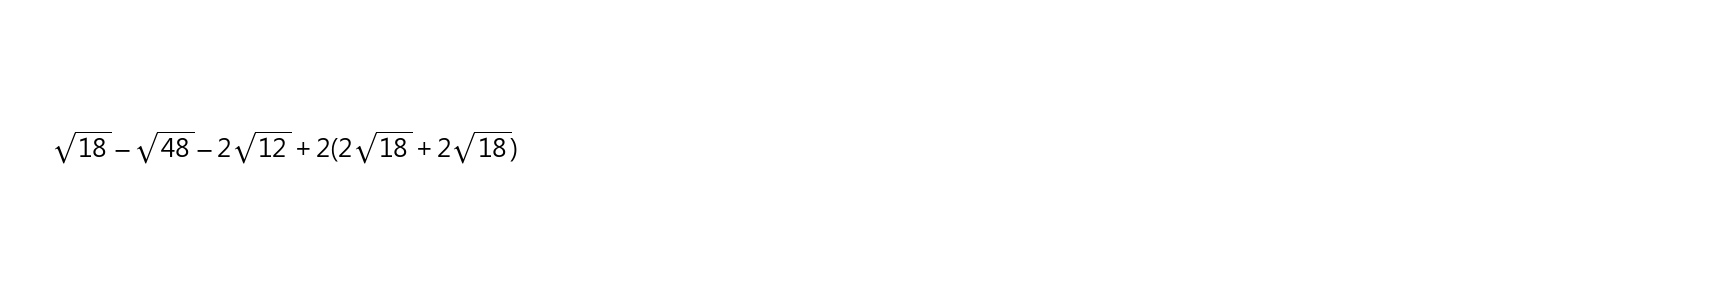 √18 – √48 – 2√12 + 2(2√18 + 2√18)